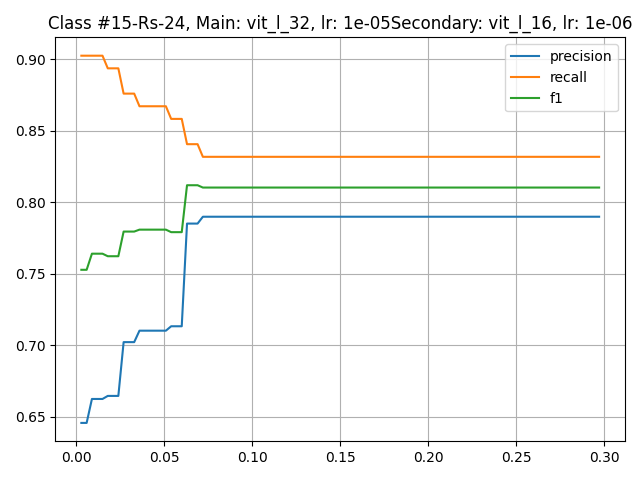 Class #15-Rs-24, Main: vit_l_32, lr: 1e-05Secondary: vit_l_16, lr: 1e-06
precision
recall
f1
0.90
0.85
0.80
0.75
0.70
0.65
0.00 0.05 0.10 0.15 0.20 0.25 0.30